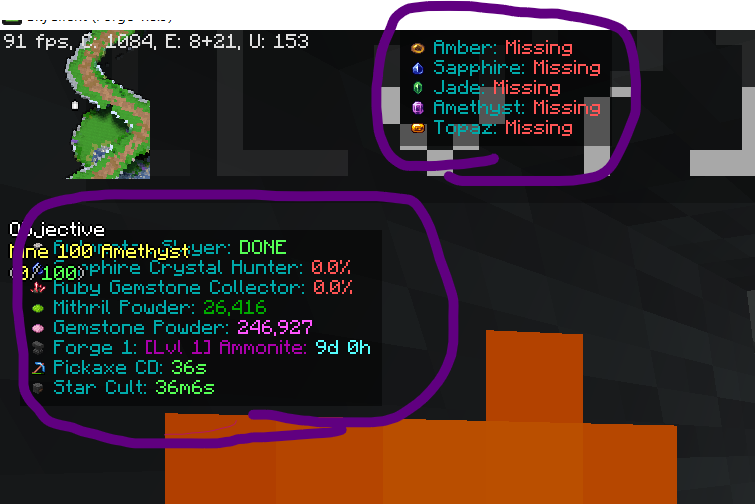 91 fps, C: 1084, E: 8+21, U: 153
Amber: Missing
Sapphire: Missing
Jade: Missing
Amethyst: Missing
Topaz: Missing
Objective
Mine 100 Amethyst
Slayer: DONE
(0/100)
Sapphire Crystal Hunter: 0.0%
Ruby Gemstone Collector: 0.0%
Mithril Powder: 26,416
Gemstone Powder: 246,927
Forge 1: [Lvl 1] Ammonite: 9d 0h
Pickaxe CD: 36s
Star Cult: 36m6s